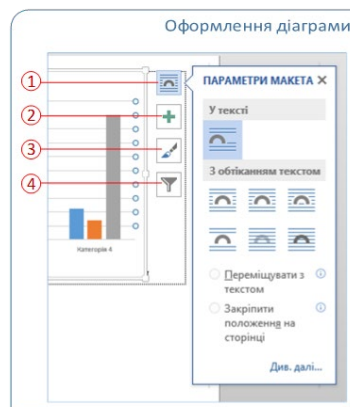 Оформлення діаграми
1
2
3
4
Категорія 4
ПАРАМЕТРИ МАКЕТА ×
У тексті
З обтіканням текстом
Переміщувати з
текстом
Закріпити
положення на
сторінці
Див. далі...